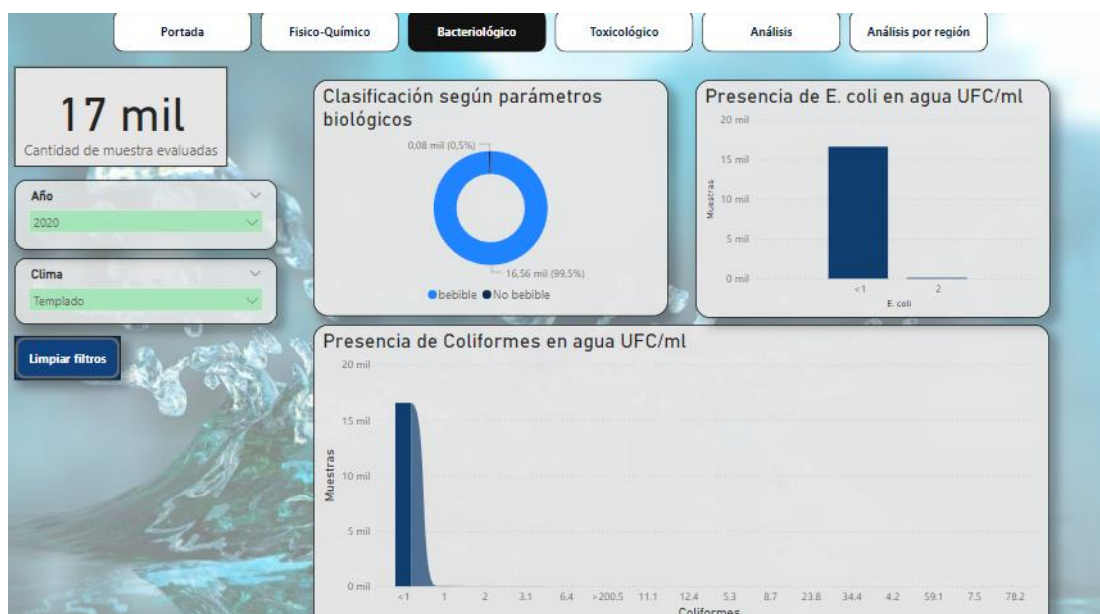 Portada
Fisico-Químico
Bacteriológico
Toxicológico
Análisis
Análisis por región
17 mil
Cantidad de muestra evaluadas
Año
2020
Clima
Templado
Limpiar filtros
Clasificación según parámetros
biológicos
0,08 mil (0,5%)
16,56 mil (99,5%)
bebible No bebible
Presencia de E. coli en agua UFC/ml
20 mil
15 mil
10 mil
5 mil
0 mil
Muestras
<1 2
E. coli
Presencia de Coliformes en agua UFC/ml
20 mil
15 mil
10 mil
5 mil
0 mil
Muestras
<1 1 2 3.1 6.4 >200.5 11.1 12.4 5.3 8.7 23.8 34.4 4.2 59.1 7.5 78.2
Coliformes